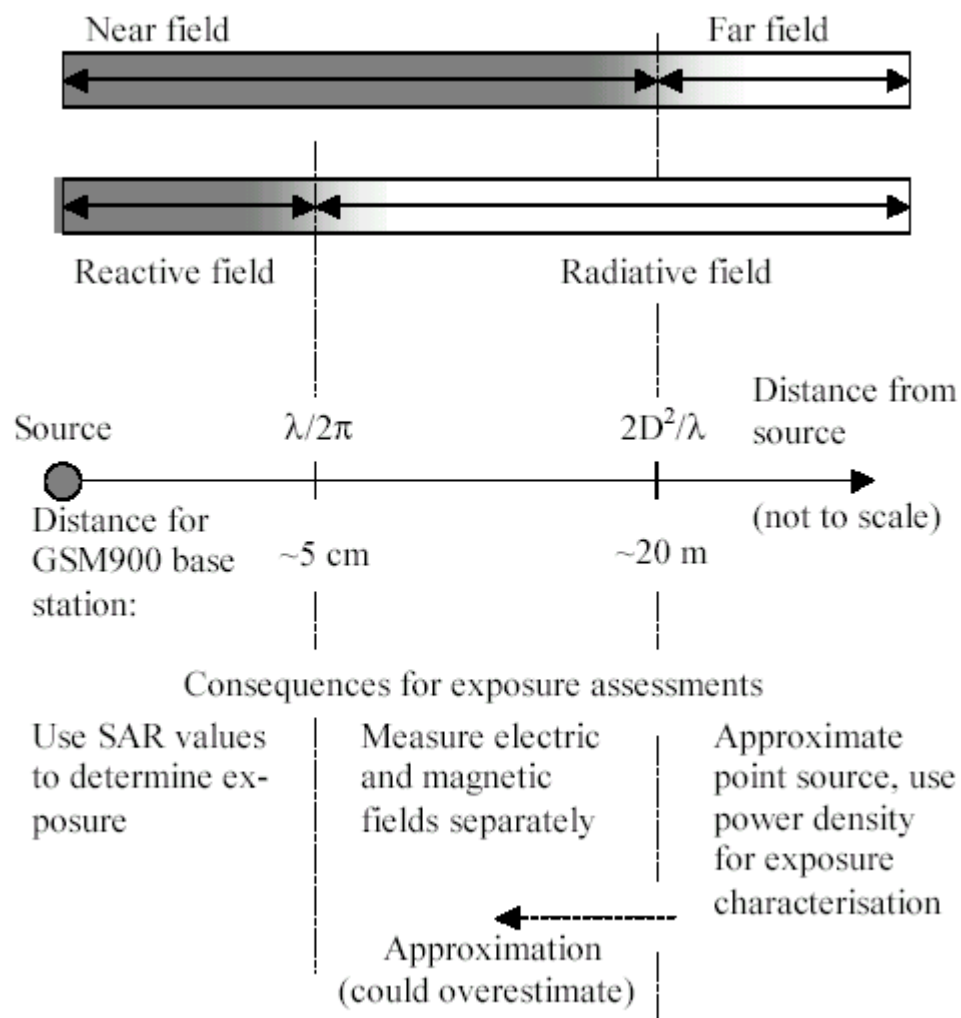 Near field
Far field
Reactive field
Radiative field
Source
λ/2π
2D²/λ
Distance from
source
(not to scale)
Distance for
GSM900 base
station:
~5 cm
~20 m
Consequences for exposure assessments
Use SAR values
to determine ex-
posure
Measure electric
and magnetic
fields separately
Approximate
point source, use
power density
for exposure
characterisation
Approximation
(could overestimate)